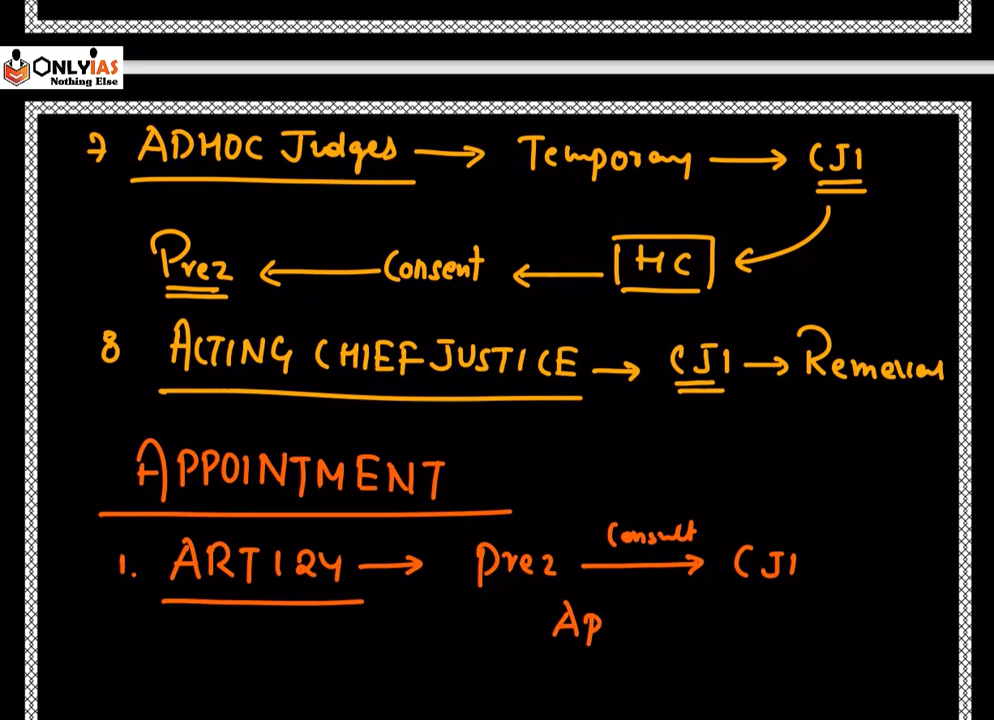 ONLYIAS
Nothing Else
7 ADHOC Judges → Temporary → CJI
Prez ← Consent ← HC
8 ACTING CHIEF JUSTICE → CJI → Removal
APPOINTMENT
1. ART 124 → Prez Consult → CJI
Ap